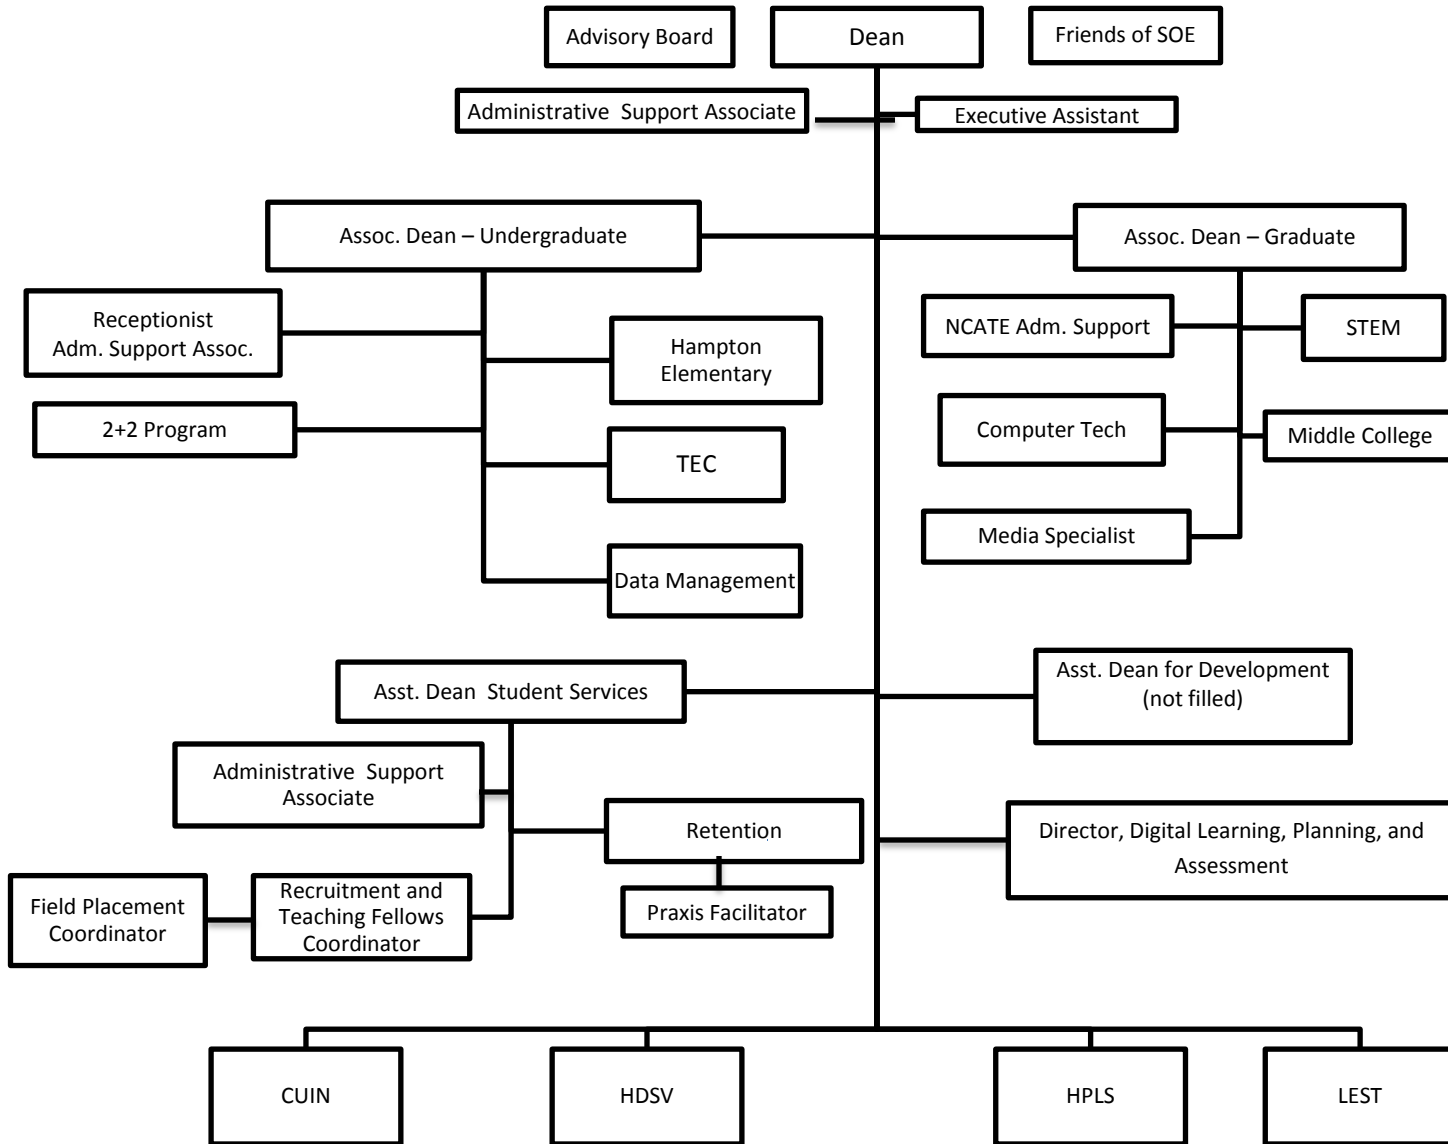 Advisory Board
Dean
Friends of SOE
Administrative Support Associate
Executive Assistant
Assoc. Dean – Undergraduate
Assoc. Dean – Graduate
Receptionist
Adm. Support Assoc.
Hampton
Elementary
NCATE Adm. Support
STEM
2+2 Program
TEC
Computer Tech
Middle College
Data Management
Media Specialist
Asst. Dean Student Services
Asst. Dean for Development
(not filled)
Administrative Support
Associate
Retention
Director, Digital Learning, Planning, and
Assessment
Field Placement
Coordinator
Recruitment and
Teaching Fellows
Coordinator
Praxis Facilitator
CUIN
HDSV
HPLS
LEST